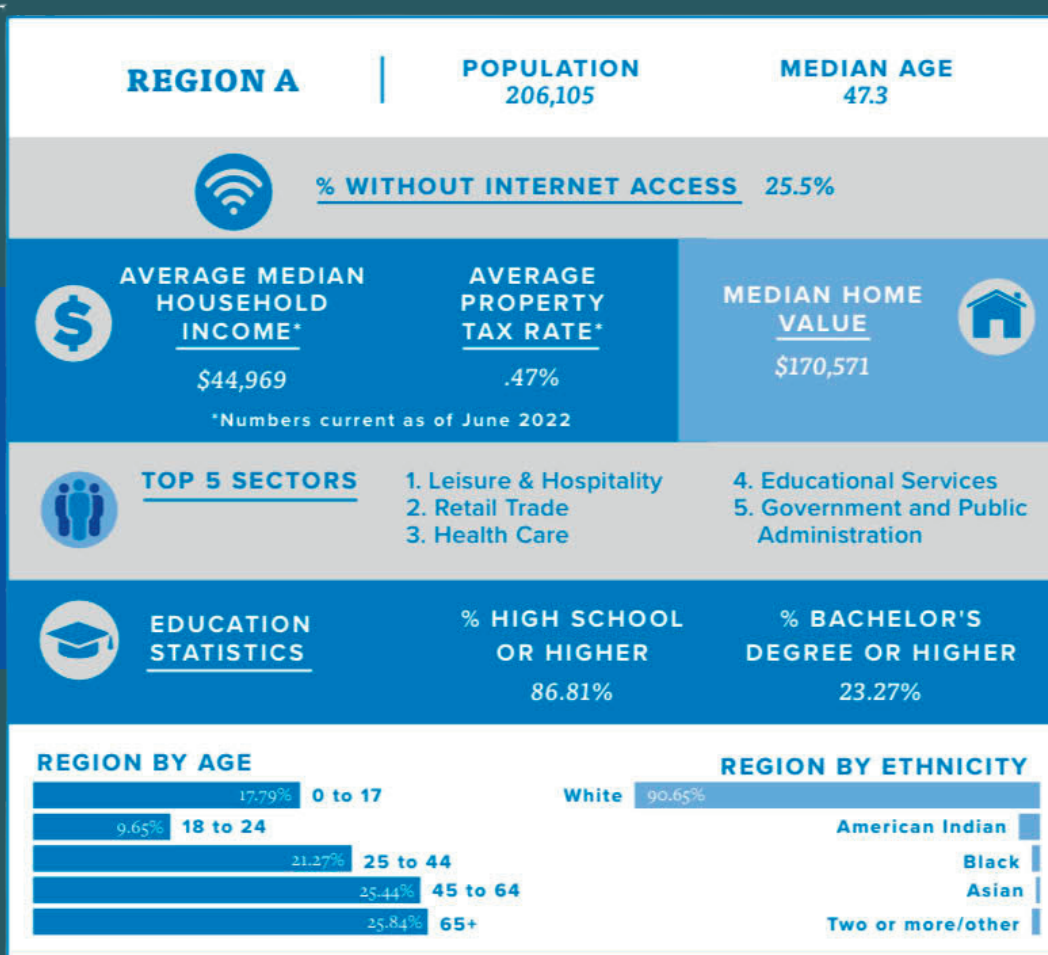 REGION A
POPULATION
206,105
MEDIAN AGE
47.3
% WITHOUT INTERNET ACCESS 25.5%
AVERAGE MEDIAN
HOUSEHOLD
INCOME*
$44,969
AVERAGE
PROPERTY
TAX RATE*
.47%
*Numbers current as of June 2022
MEDIAN HOME
VALUE
$170,571
TOP 5 SECTORS
1. Leisure & Hospitality
2. Retail Trade
3. Health Care
4. Educational Services
5. Government and Public
Administration
EDUCATION
STATISTICS
% HIGH SCHOOL
OR HIGHER
86.81%
% BACHELOR'S
DEGREE OR HIGHER
23.27%
REGION BY AGE
17.79% 0 to 17
9.65% 18 to 24
21.27% 25 to 44
25.44% 45 to 64
25.84% 65+
REGION BY ETHNICITY
White 90.65%
American Indian
Black
Asian
Two or more/other